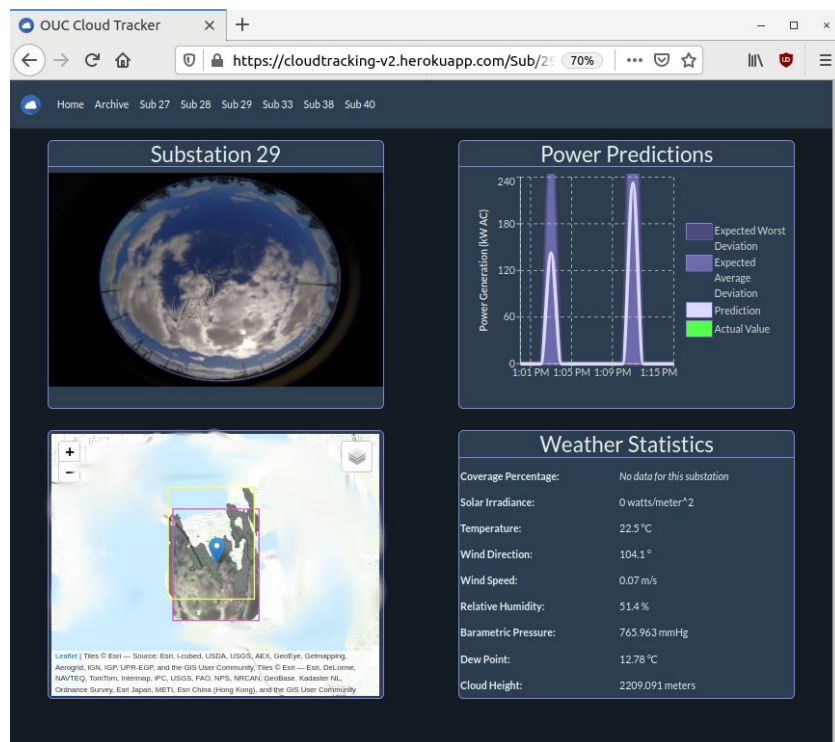 OUC Cloud Tracker
https://cloudtracking-v2.herokuapp.com/Sub/29
70%
Home Archive Sub 27 Sub 28 Sub 29 Sub 33 Sub 38 Sub 40
Substation 29
Power Predictions
240
180
120
60
0
Power Generation (kW AC)
1:01 PM 1:05 PM 1:09 PM 1:15 PM
Expected Worst
Deviation
Expected
Average
Deviation
Prediction
Actual Value
+
−
Leaflet | Tiles © Esri — Source: Esri, i-cubed, USDA, USGS, AEX, GeoEye, Getmapping,
Aerogrid, IGN, IGP, UPR-EGP, and the GIS User Community, Tiles © Esri — Esri, DeLorme,
NAVTEQ, TomTom, Intermap, iPC, USGS, FAO, NPS, NRCAN, GeoBase, Kadaster NL,
Ordnance Survey, Esri Japan, METI, Esri China (Hong Kong), and the GIS User Community
Weather Statistics
Coverage Percentage: No data for this substation
Solar Irradiance: 0 watts/meter^2
Temperature: 22.5 °C
Wind Direction: 104.1 °
Wind Speed: 0.07 m/s
Relative Humidity: 51.4 %
Barametric Pressure: 765.963 mmHg
Dew Point: 12.78 °C
Cloud Height: 2209.091 meters